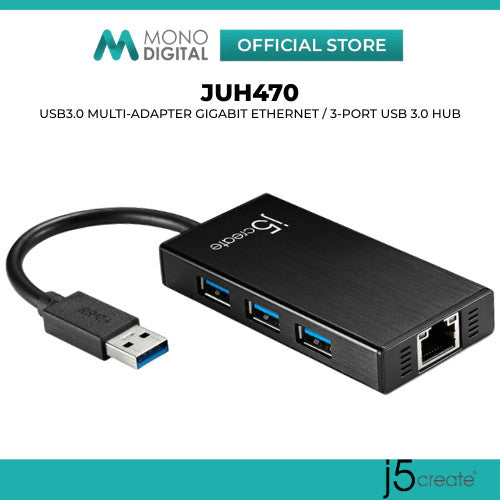 MONO
DIGITAL
OFFICIAL STORE
JUH470
USB3.0 MULTI-ADAPTER GIGABIT ETHERNET / 3-PORT USB 3.0 HUB
j5create
j5create®